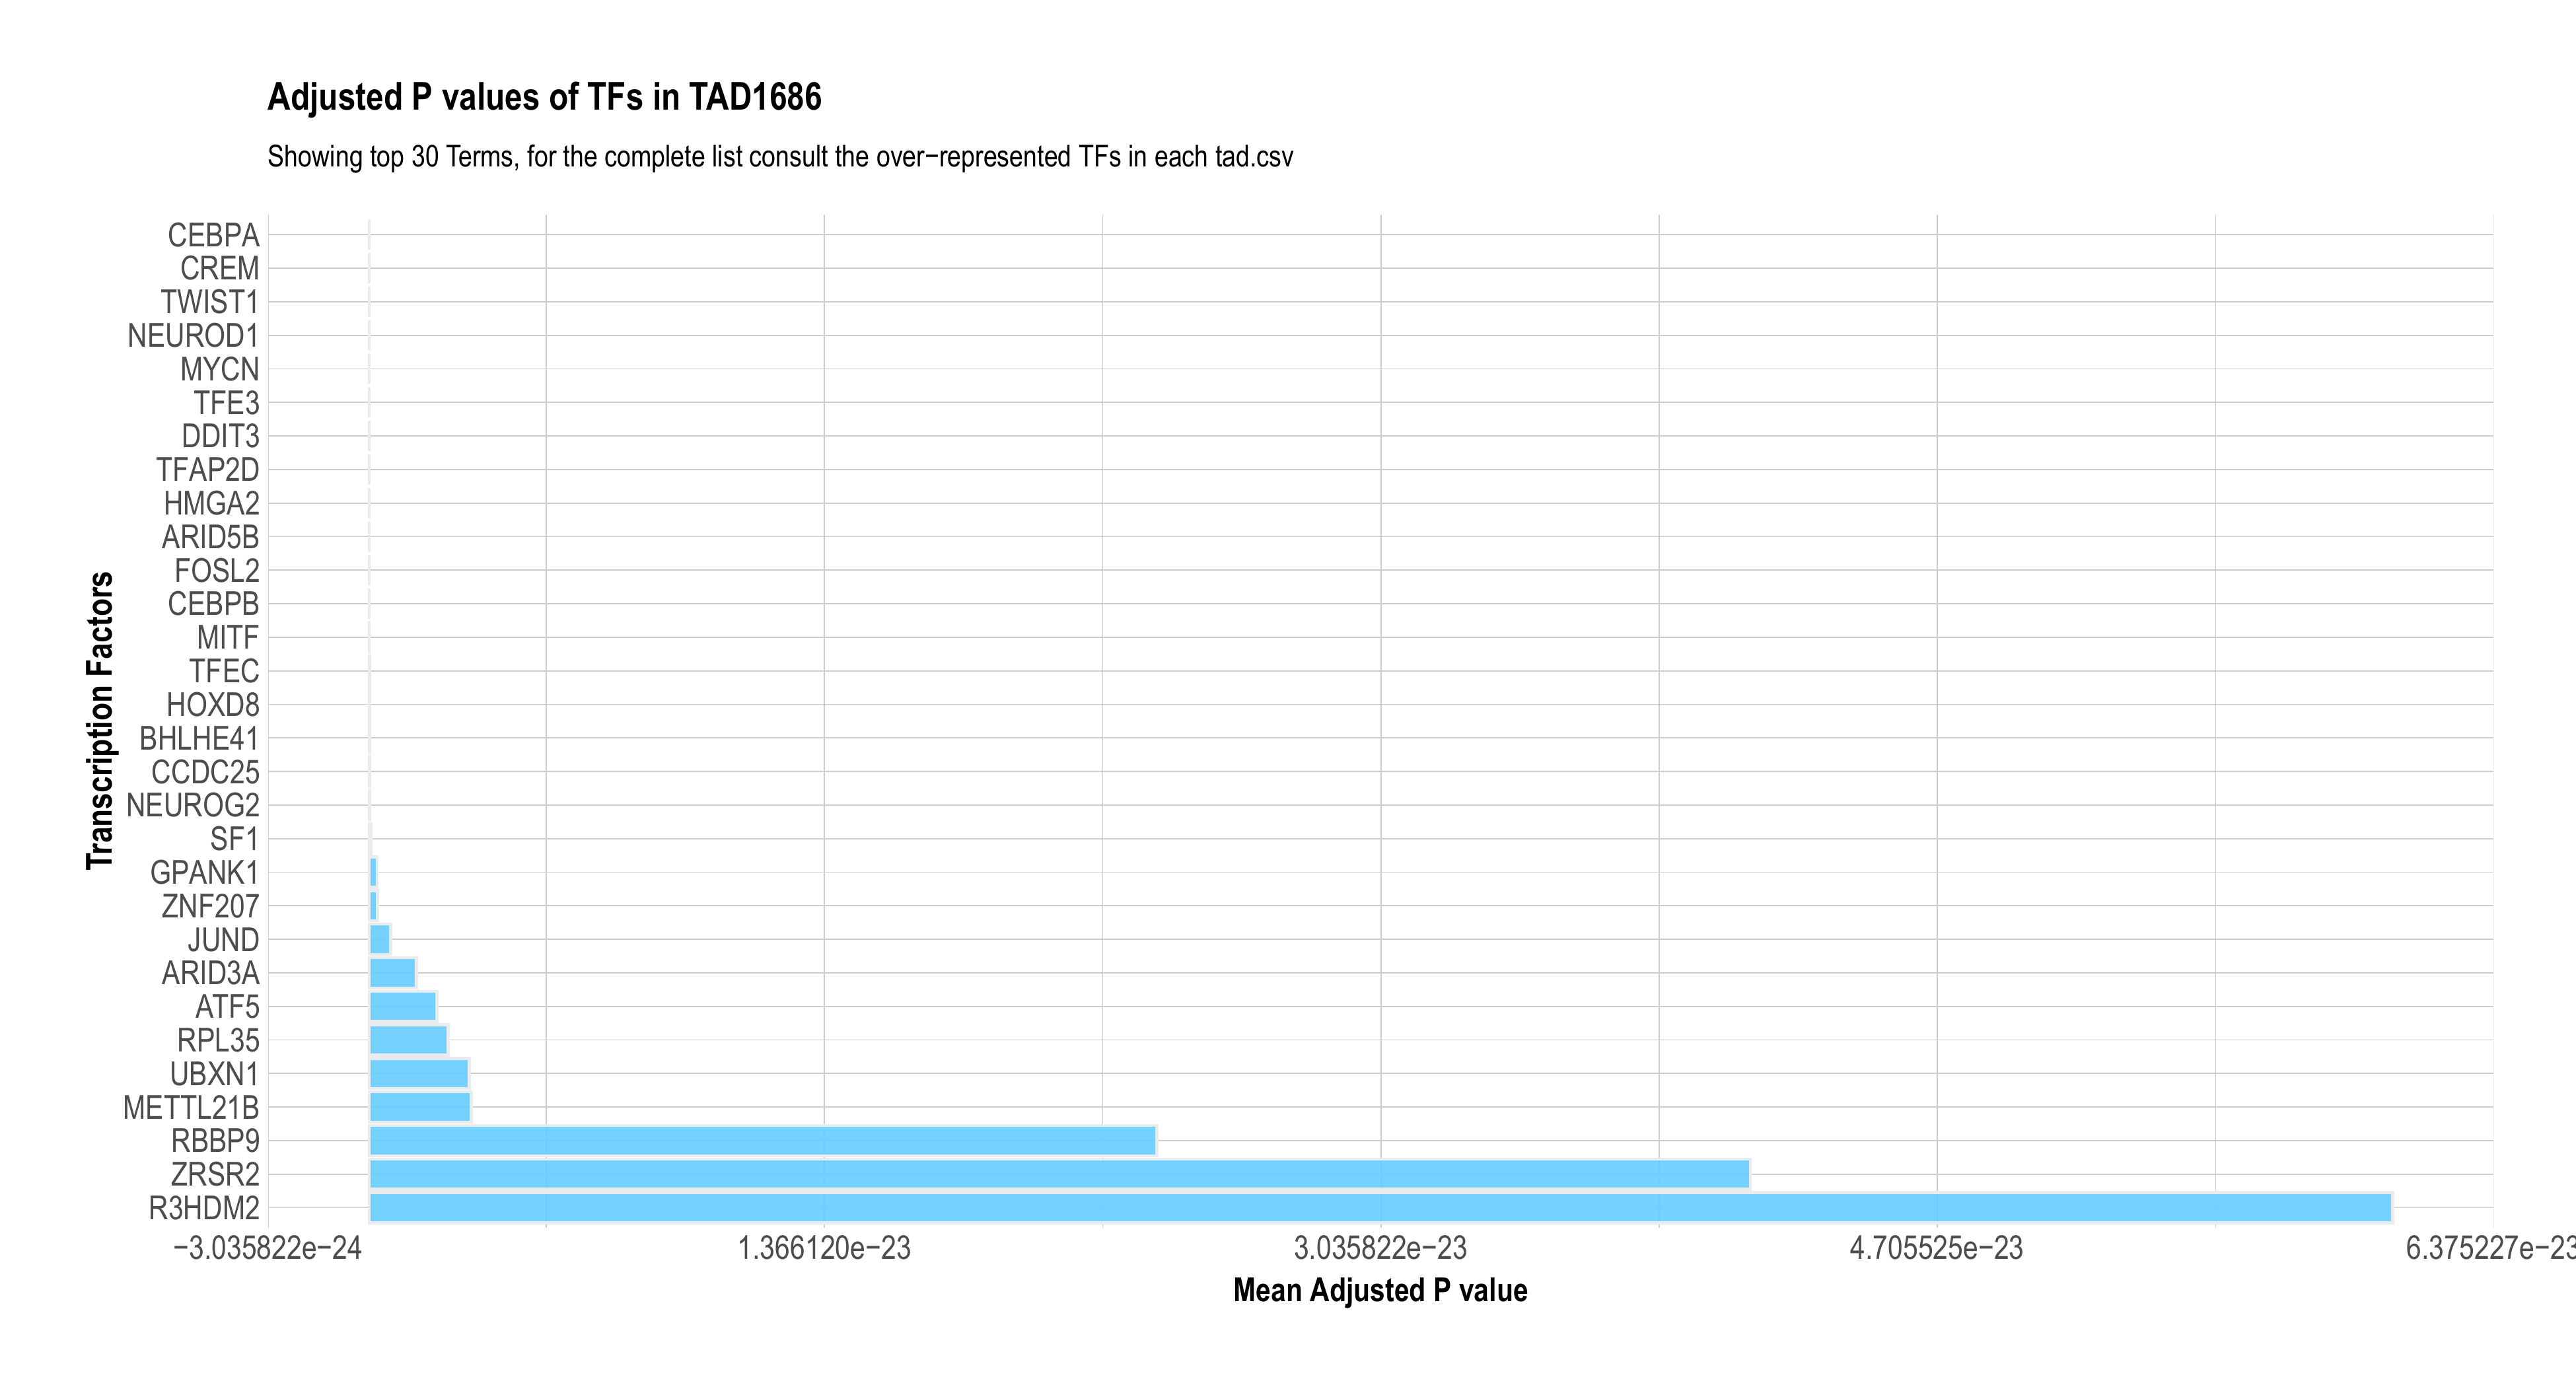 Adjusted P values of TFs in TAD1686
Showing top 30 Terms, for the complete list consult the over−represented TFs in each tad.csv
Transcription Factors
CEBPA
CREM
TWIST1
NEUROD1
MYCN
TFE3
DDIT3
TFAP2D
HMGA2
ARID5B
FOSL2
CEBPB
MITF
TFEC
HOXD8
BHLHE41
CCDC25
NEUROG2
SF1
GPANK1
ZNF207
JUND
ARID3A
ATF5
RPL35
UBXN1
METTL21B
RBBP9
ZRSR2
R3HDM2
−3.035822e−24 1.366120e−23 3.035822e−23 4.705525e−23 6.375227e−23
Mean Adjusted P value